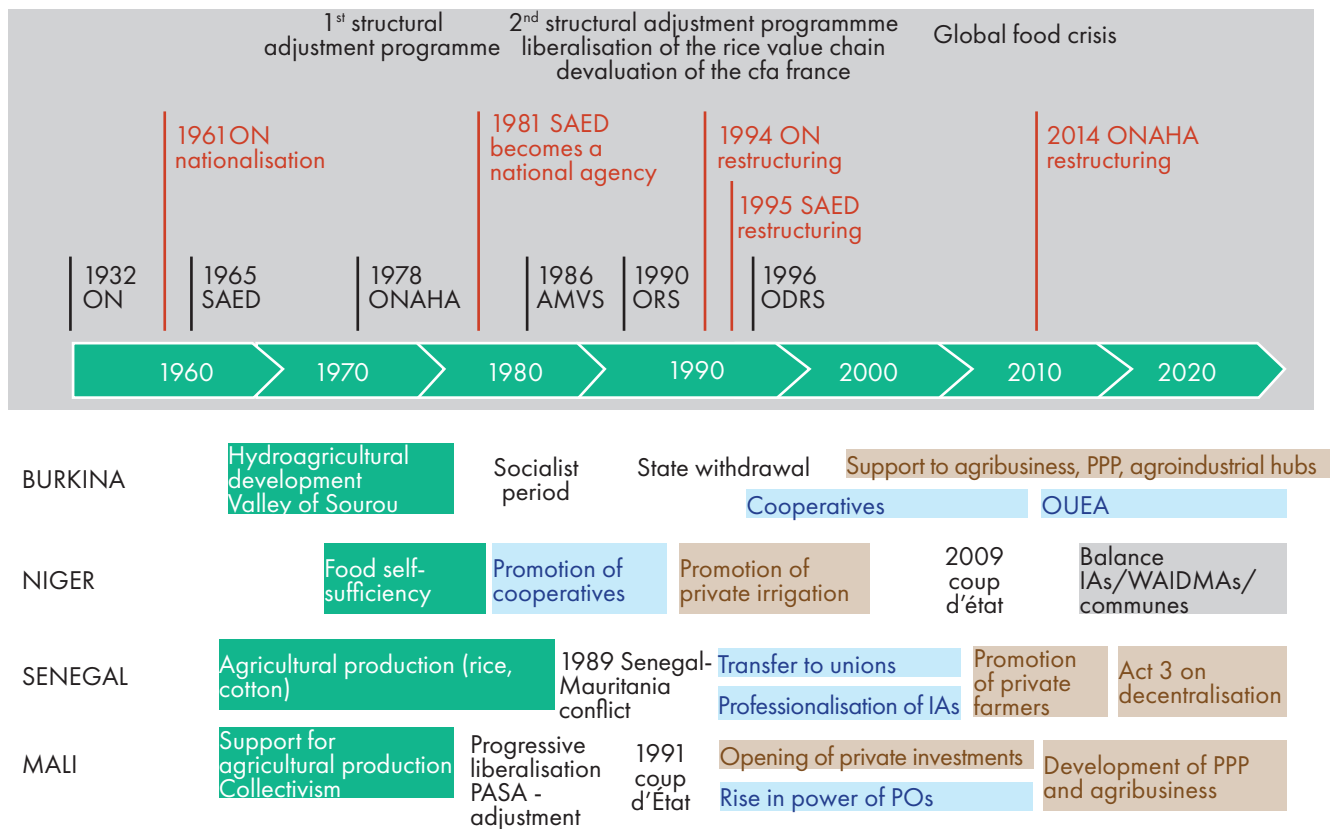 1st structural
adjustment programme
2nd structural adjustment programmme
liberalisation of the rice value chain
devaluation of the cfa france
Global food crisis
1961 ON
nationalisation
1981 SAED
becomes a
national agency
1994 ON
restructuring
1995 SAED
restructuring
2014 ONAHA
restructuring
1932
ON
1965
SAED
1978
ONAHA
1986
AMVS
1990
ORS
1996
ODRS
1960
1970
1980
1990
2000
2010
2020
BURKINA
Hydroagricultural
development
Valley of Sourou
Socialist
period
State withdrawal
Support to agribusiness, PPP, agroindustrial hubs
Cooperatives
OUEA
NIGER
Food self-
sufficiency
Promotion of
cooperatives
Promotion of
private irrigation
2009
coup
d’état
Balance
IAs/WAIDMAs/
communes
SENEGAL
Agricultural production (rice,
cotton)
1989 Senegal-
Mauritania
conflict
Transfer to unions
Professionalisation of IAs
Promotion
of private
farmers
Act 3 on
decentralisation
MALI
Support for
agricultural production
Collectivism
Progressive
liberalisation
PASA -
adjustment
1991
coup
d’État
Opening of private investments
Rise in power of POs
Development of PPP
and agribusiness